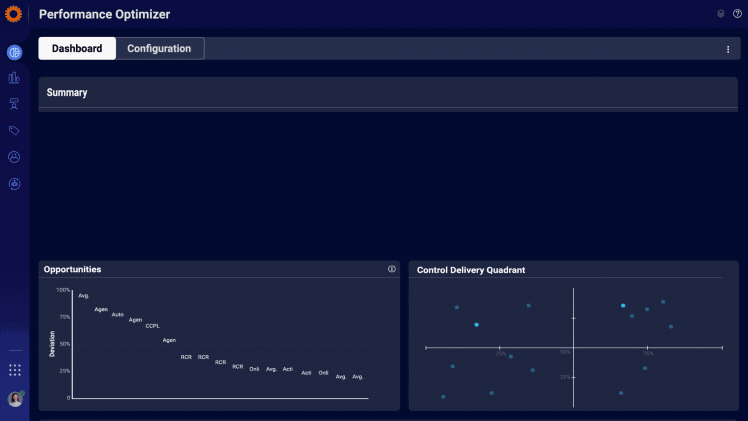 Performance Optimizer
Dashboard
Configuration
Summary
Opportunities
100%
75%
50%
25%
0
Deviation
Avg.
Agen
Auto
Agen
CCPL
Agen
RCR
RCR
RCR
RCR
Onli
Avg.
Acti
Acti
Onli
Avg.
Avg.
Control Delivery Quadrant
25%
50%
75%
25%